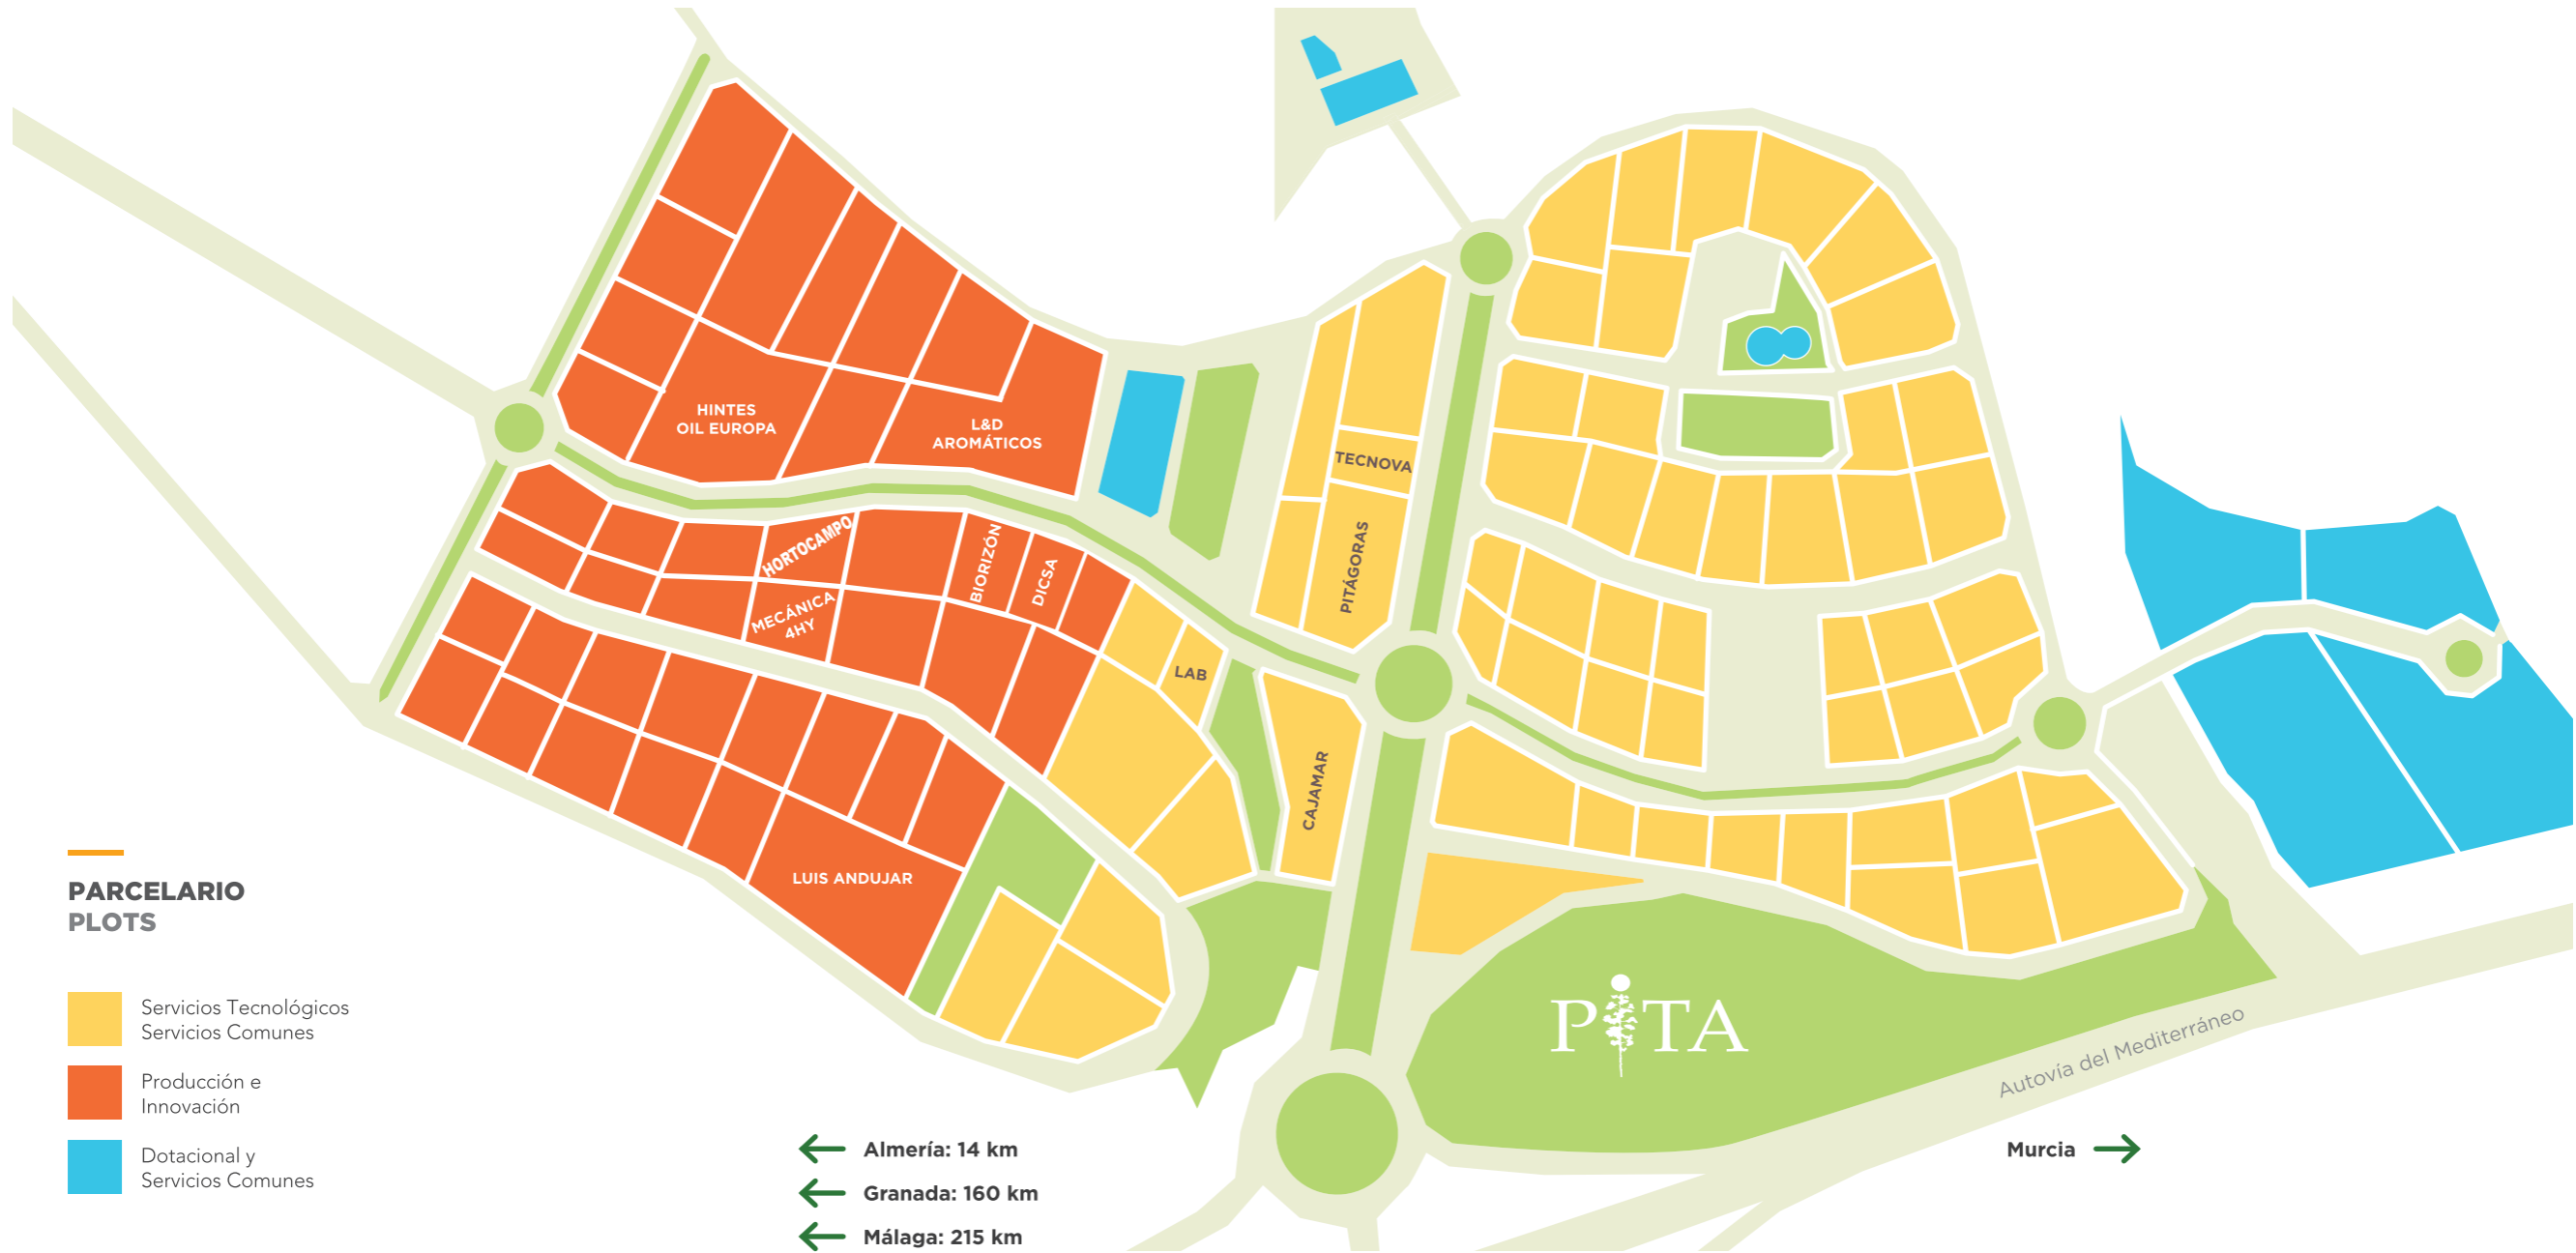 HINTES
OIL EUROPA
L&D
AROMÁTICOS
TECNOVA
PITÁGORAS
HORTOCAMPO
BIORIZÓN
DICSA
MECÁNICA
4HY
LAB
CAJAMAR
LUIS ANDUJAR
PARCELARIO
PLOTS
Servicios Tecnológicos
Servicios Comunes
Producción e
Innovación
Dotacional y
Servicios Comunes
PITA
Autovía del Mediterráneo
Almería: 14 km
Granada: 160 km
Málaga: 215 km
Murcia